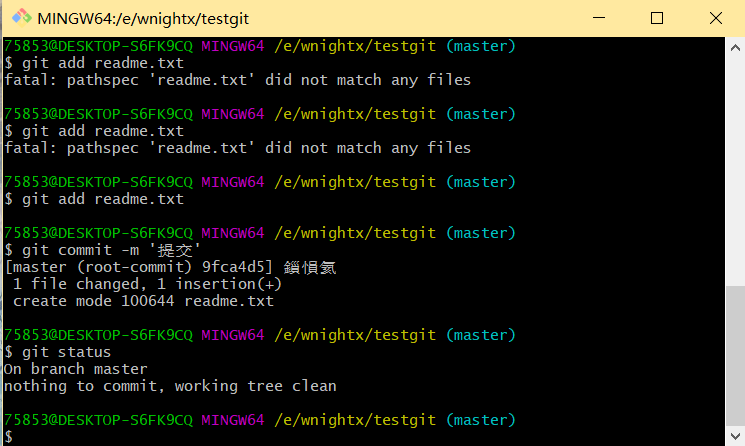 MINGW64:/e/wnightx/testgit
75853@DESKTOP-S6FK9CQ MINGW64 /e/wnightx/testgit (master)
$ git add readme.txt
fatal: pathspec 'readme.txt' did not match any files
75853@DESKTOP-S6FK9CQ MINGW64 /e/wnightx/testgit (master)
$ git add readme.txt
fatal: pathspec 'readme.txt' did not match any files
75853@DESKTOP-S6FK9CQ MINGW64 /e/wnightx/testgit (master)
$ git add readme.txt
75853@DESKTOP-S6FK9CQ MINGW64 /e/wnightx/testgit (master)
$ git commit -m '提交'
[master (root-commit) 9fca4d5]
1 file changed, 1 insertion(+)
create mode 100644 readme.txt
75853@DESKTOP-S6FK9CQ MINGW64 /e/wnightx/testgit (master)
$ git status
On branch master
nothing to commit, working tree clean
75853@DESKTOP-S6FK9CQ MINGW64 /e/wnightx/testgit (master)
$